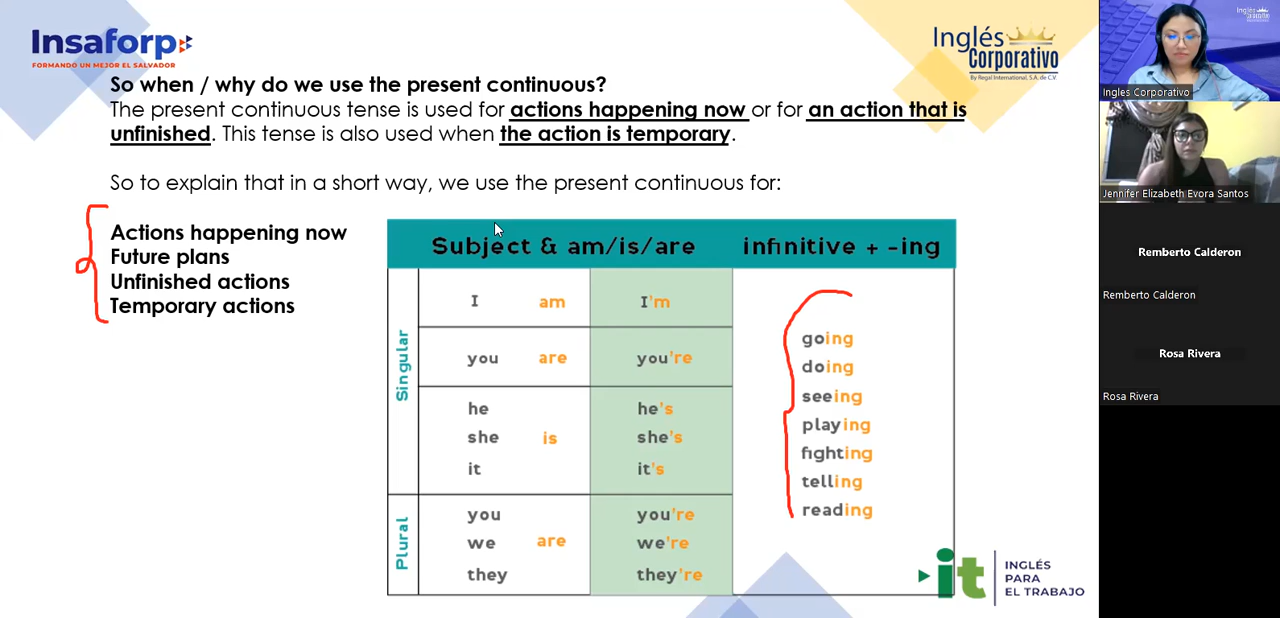 Insaforp
FORMANDO UN MEJOR EL SALVADOR
Inglés
Corporativo
By Regal International, S.A. de C.V.
So when / why do we use the present continuous?
The present continuous tense is used for actions happening now or for an action that is
unfinished. This tense is also used when the action is temporary.
So to explain that in a short way, we use the present continuous for:
Actions happening now
Future plans
Unfinished actions
Temporary actions
Subject & am/is/are infinitive + -ing
Singular
I am I'm
you are you're
he he's
she is she's
it it's
Plural
you you're
we are we're
they they're
going
doing
seeing
playing
fighting
telling
reading
it
INGLÉS
PARA
EL TRABAJO
Inglés
Ingles Corporativo
Jennifer Elizabeth Evora Santos
Remberto Calderon
Remberto Calderon
Rosa Rivera
Rosa Rivera